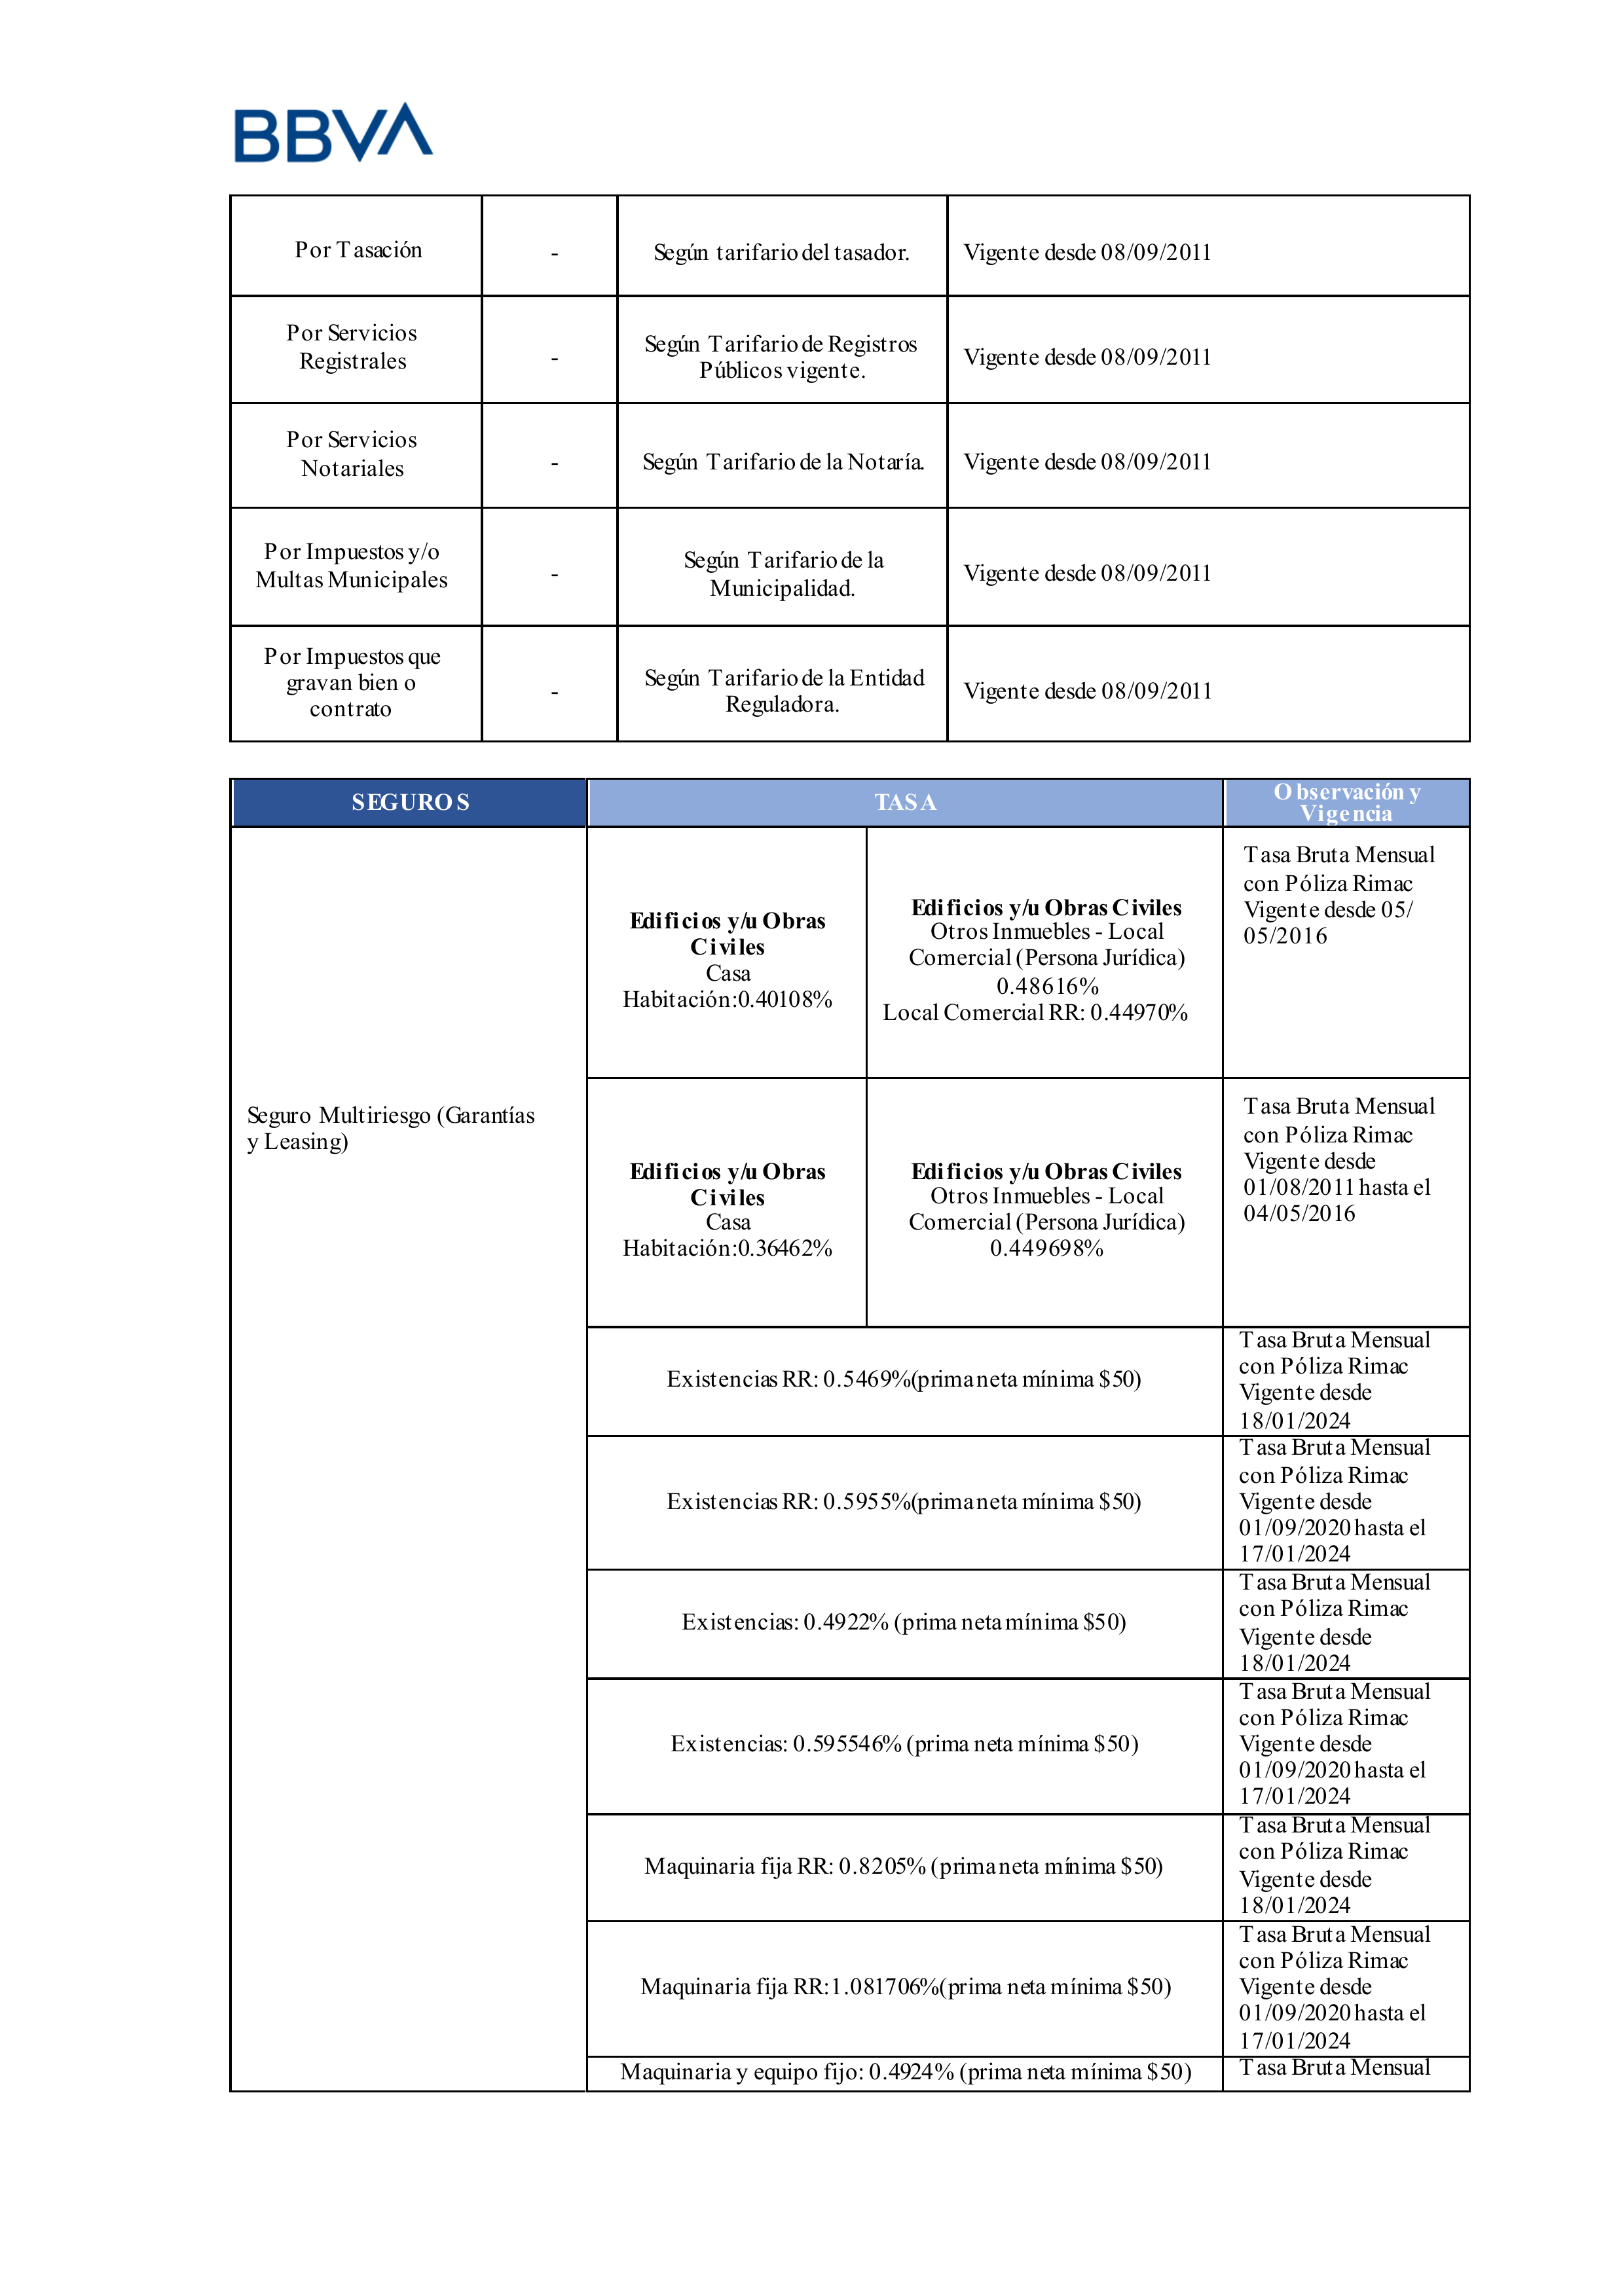 BBVA
Por Tasación
-
Según tarifario del tasador.
Vigente desde 08/09/2011
Por Servicios
Registrales
-
Según Tarifario de Registros
Públicos vigente.
Vigente desde 08/09/2011
Por Servicios
Notariales
-
Según Tarifario de la Notaría.
Vigente desde 08/09/2011
Por Impuestos y/o
Multas Municipales
-
Según Tarifario de la
Municipalidad.
Vigente desde 08/09/2011
Por Impuestos que
gravan bien o
contrato
-
Según Tarifario de la Entidad
Reguladora.
Vigente desde 08/09/2011
SEGUROS
TASA
Observación y
Vigencia
Seguro Multiriesgo (Garantías
y Leasing)
Edificios y/u Obras
Civiles
Casa
Habitación:0.40108%
Edificios y/u Obras Civiles
Otros Inmuebles - Local
Comercial (Persona Jurídica)
0.48616%
Local Comercial RR: 0.44970%
Tasa Bruta Mensual
con Póliza Rimac
Vigente desde 05/
05/2016
Edificios y/u Obras
Civiles
Casa
Habitación:0.36462%
Edificios y/u Obras Civiles
Otros Inmuebles - Local
Comercial (Persona Jurídica)
0.449698%
Tasa Bruta Mensual
con Póliza Rimac
Vigente desde
01/08/2011 hasta el
04/05/2016
Existencias RR: 0.5469%(prima neta mínima $50)
Tasa Bruta Mensual
con Póliza Rimac
Vigente desde
18/01/2024
Existencias RR: 0.5955%(prima neta mínima $50)
Tasa Bruta Mensual
con Póliza Rimac
Vigente desde
01/09/2020 hasta el
17/01/2024
Existencias: 0.4922% (prima neta mínima $50)
Tasa Bruta Mensual
con Póliza Rimac
Vigente desde
18/01/2024
Existencias: 0.595546% (prima neta mínima $50)
Tasa Bruta Mensual
con Póliza Rimac
Vigente desde
01/09/2020 hasta el
17/01/2024
Maquinaria fija RR: 0.8205% (prima neta mínima $50)
Tasa Bruta Mensual
con Póliza Rimac
Vigente desde
18/01/2024
Maquinaria fija RR:1.081706%(prima neta mínima $50)
Tasa Bruta Mensual
con Póliza Rimac
Vigente desde
01/09/2020 hasta el
17/01/2024
Maquinaria y equipo fijo: 0.4924% (prima neta mínima $50)
Tasa Bruta Mensual